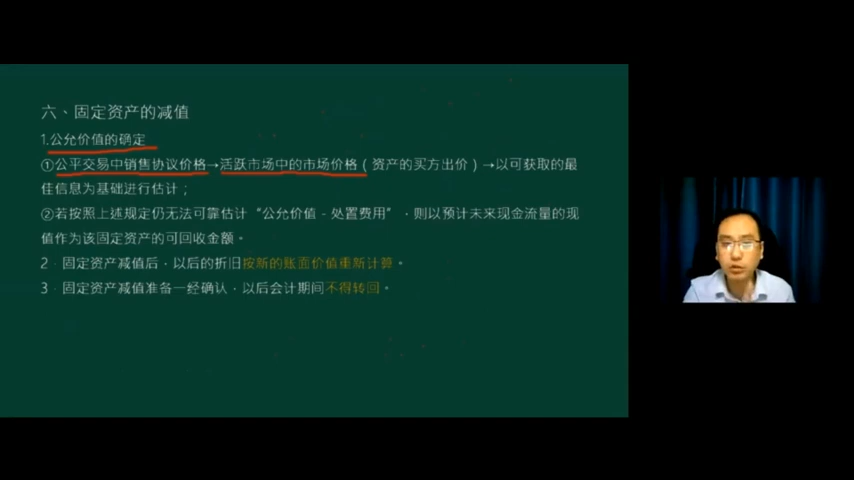 六、固定资产的减值
1.公允价值的确定
①公平交易中销售协议价格→活跃市场中的市场价格(资产的买方出价)→以可获取的最
佳信息为基础进行估计；
②若按照上述规定仍无法可靠估计“公允价值-处置费用”，则以预计未来现金流量的现
值作为该固定资产的可回收金额。
2．固定资产减值后，以后的折旧按新的账面价值重新计算。
3．固定资产减值准备一经确认，以后会计期间不得转回。